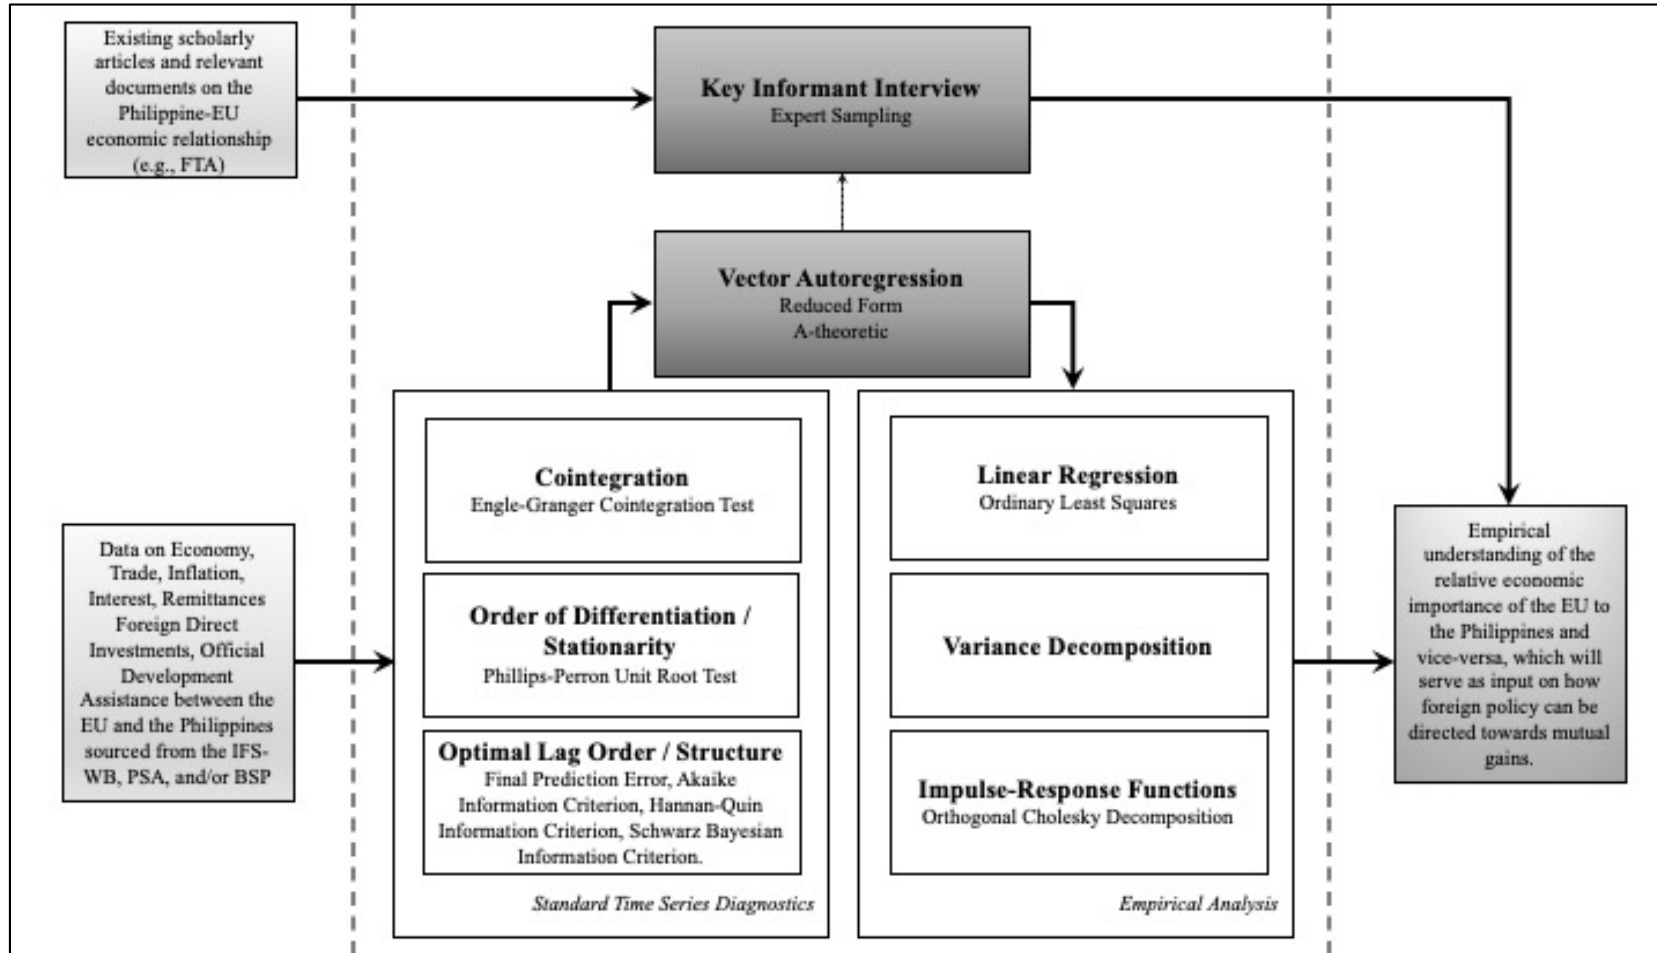 Existing scholarly
articles and relevant
documents on the
Philippine-EU
economic relationship
(e.g., FTA)
Key Informant Interview
Expert Sampling
Vector Autoregression
Reduced Form
A-theoretic
Data on Economy,
Trade, Inflation,
Interest, Remittances
Foreign Direct
Investments, Official
Development
Assistance between the
EU and the Philippines
sourced from the IFS-
WB, PSA, and/or BSP
Cointegration
Engle-Granger Cointegration Test
Order of Differentiation /
Stationarity
Phillips-Perron Unit Root Test
Optimal Lag Order / Structure
Final Prediction Error, Akaike
Information Criterion, Hannan-Quin
Information Criterion, Schwarz Bayesian
Information Criterion.
Standard Time Series Diagnostics
Linear Regression
Ordinary Least Squares
Variance Decomposition
Impulse-Response Functions
Orthogonal Cholesky Decomposition
Empirical Analysis
Empirical
understanding of the
relative economic
importance of the EU to
the Philippines and
vice-versa, which will
serve as input on how
foreign policy can be
directed towards mutual
gains.